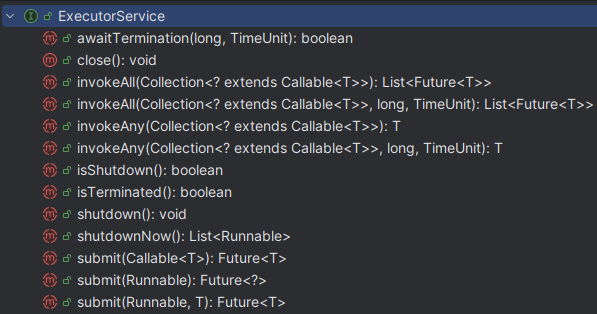 ExecutorService
awaitTermination(long, TimeUnit): boolean
close(): void
invokeAll(Collection<? extends Callable<T>>): List<Future<T>>
invokeAll(Collection<? extends Callable<T>>, long, TimeUnit): List<Future<T>>
invokeAny(Collection<? extends Callable<T>>): T
invokeAny(Collection<? extends Callable<T>>, long, TimeUnit): T
isShutdown(): boolean
isTerminated(): boolean
shutdown(): void
shutdownNow(): List<Runnable>
submit(Callable<T>): Future<T>
submit(Runnable): Future<?>
submit(Runnable, T): Future<T>